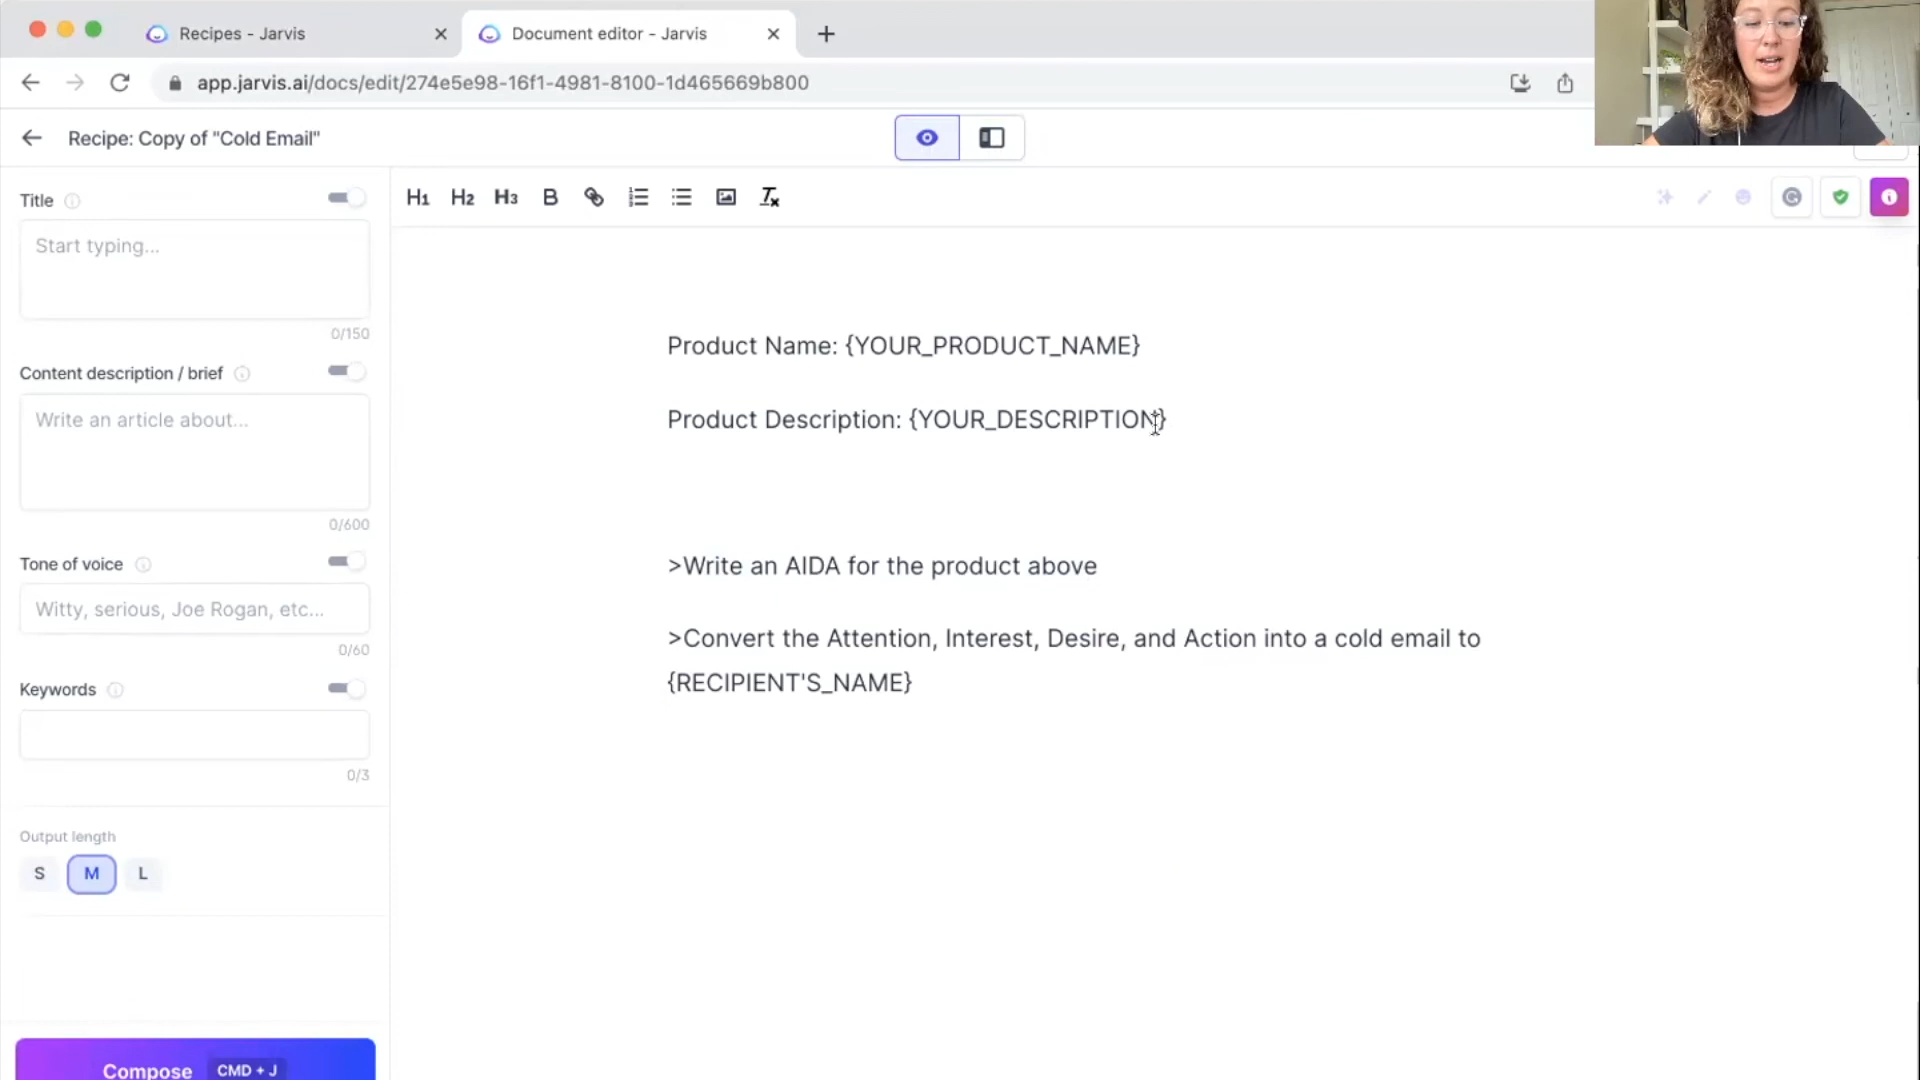 Recipes - Jarvis
Document editor - Jarvis
app.jarvis.ai/docs/edit/274e5e98-16f1-4981-8100-1d465669b800
Recipe: Copy of "Cold Email"
Title
Start typing...
0/150
Content description / brief
Write an article about...
0/600
Tone of voice
Witty, serious, Joe Rogan, etc...
0/60
Keywords
0/3
Output length
S M L
Compose CMD + J
H1 H2 H3 B
Product Name: {YOUR_PRODUCT_NAME}
Product Description: {YOUR_DESCRIPTION}
>Write an AIDA for the product above
>Convert the Attention, Interest, Desire, and Action into a cold email to
{RECIPIENT'S_NAME}